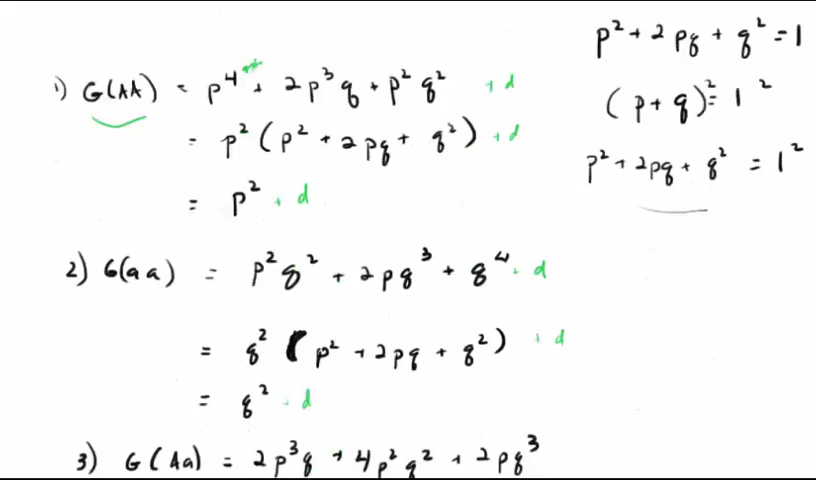 p² + 2pq + q² = 1
(p + q)² = 1²
p² + 2pq + q² = 1²
1) G(AA) = p⁴ + 2p³q + p²q² + d
= p² (p² + 2pq + q²) + d
= p² + d
2) G(aa) = p²q² + 2pq³ + q⁴ + d
= q² (p² + 2pq + q²) + d
= q² + d
3) G(Aa) = 2p³q + 4p²q² + 2pq³